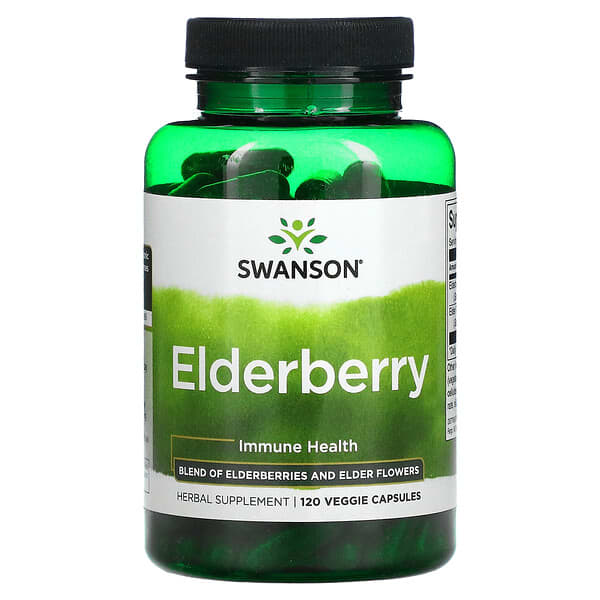 SWANSON®
Elderberry
Immune Health
BLEND OF ELDERBERRIES AND ELDER FLOWERS
HERBAL SUPPLEMENT | 120 VEGGIE CAPSULES